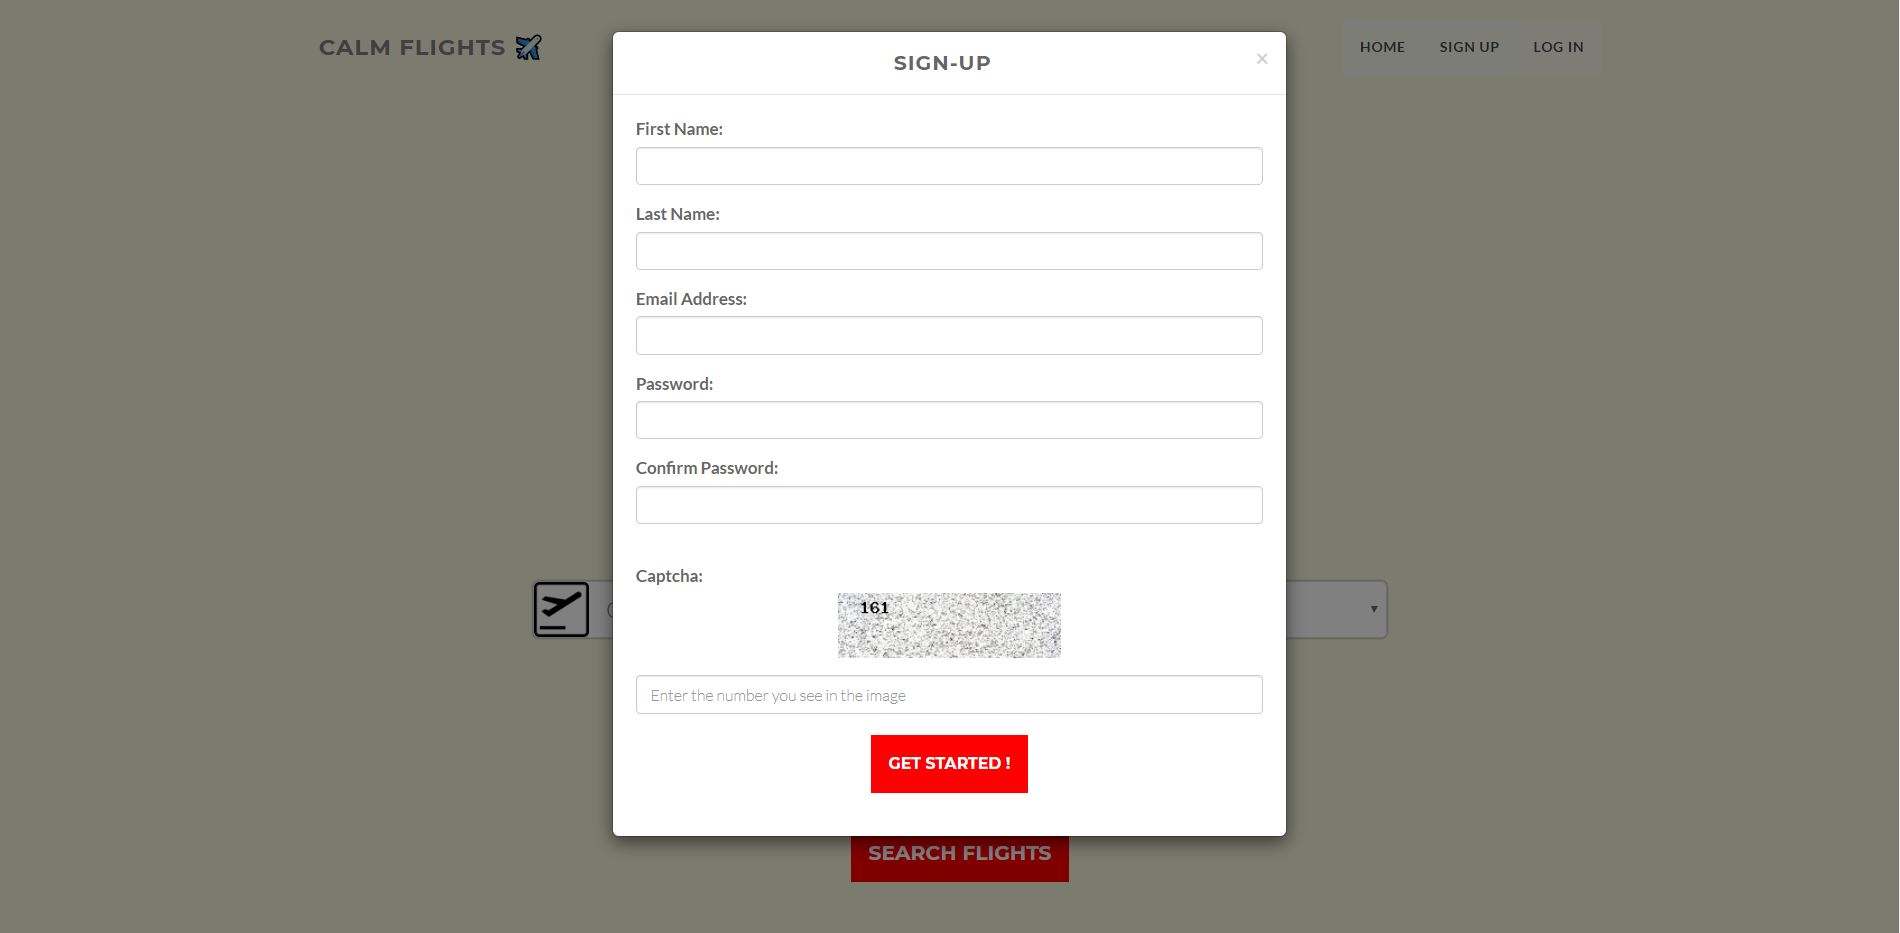 CALM FLIGHTS
HOME SIGN UP LOG IN
SIGN-UP
×
First Name:
Last Name:
Email Address:
Password:
Confirm Password:
Captcha:
161
Enter the number you see in the image
GET STARTED !
SEARCH FLIGHTS